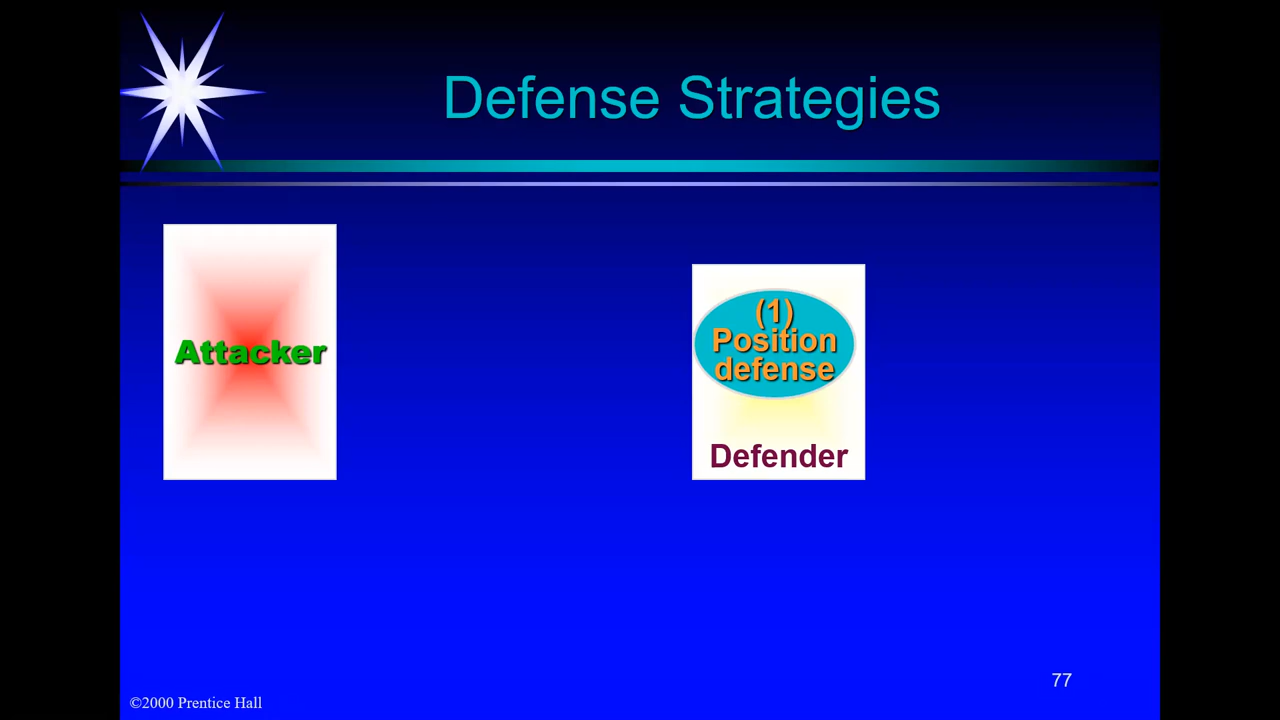 Defense Strategies
Attacker
(1)
Position
defense
Defender
77
©2000 Prentice Hall